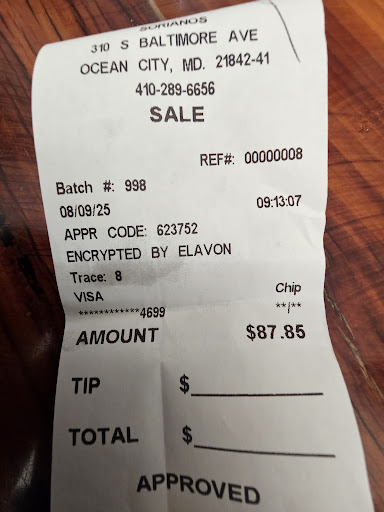 SORIANOS
310 S BALTIMORE AVE
OCEAN CITY, MD. 21842-41
410-289-6656
SALE
REF#: 00000008
Batch #: 998
08/09/25 09:13:07
APPR CODE: 623752
ENCRYPTED BY ELAVON
Trace: 8
VISA Chip
************4699 **/**
AMOUNT $87.85
TIP $
TOTAL $
APPROVED